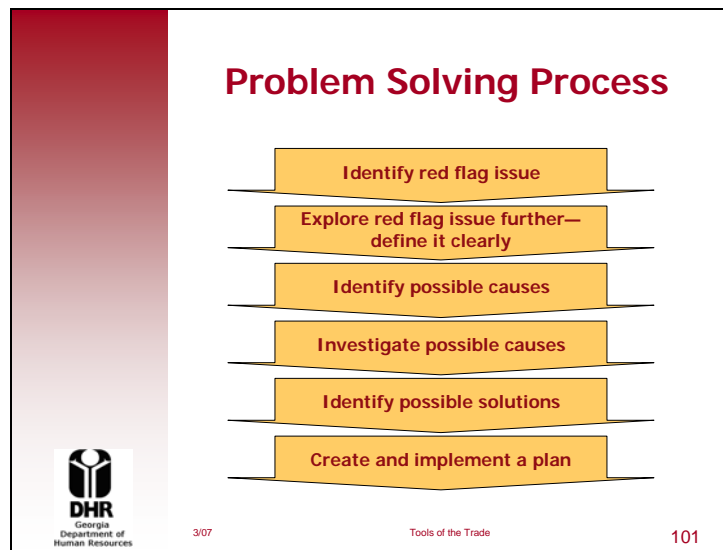 Problem Solving Process
Identify red flag issue
Explore red flag issue further—
define it clearly
Identify possible causes
Investigate possible causes
Identify possible solutions
Create and implement a plan
DHR
Georgia
Department of
Human Resources
3/07
Tools of the Trade
101